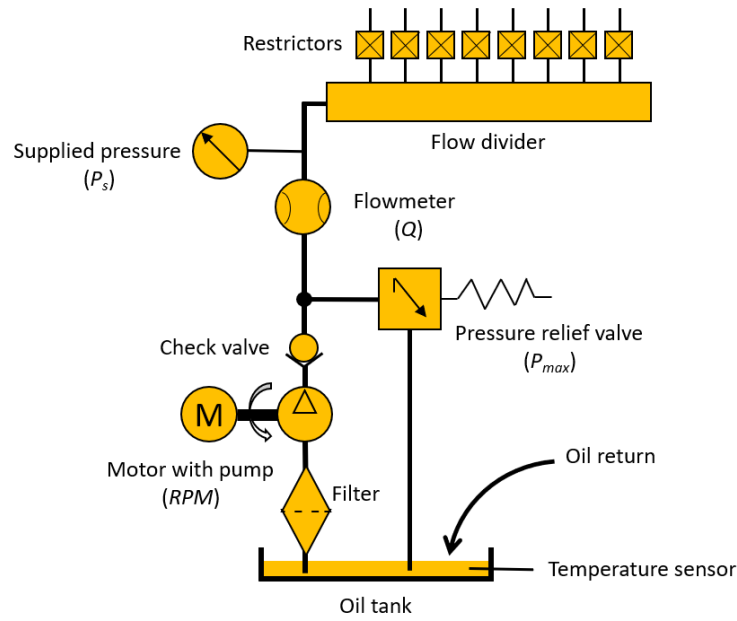 Restrictors
Flow divider
Supplied pressure
(Ps)
Flowmeter
(Q)
Check valve
Pressure relief valve
(Pmax)
M
Motor with pump
(RPM)
Filter
Oil return
Temperature sensor
Oil tank